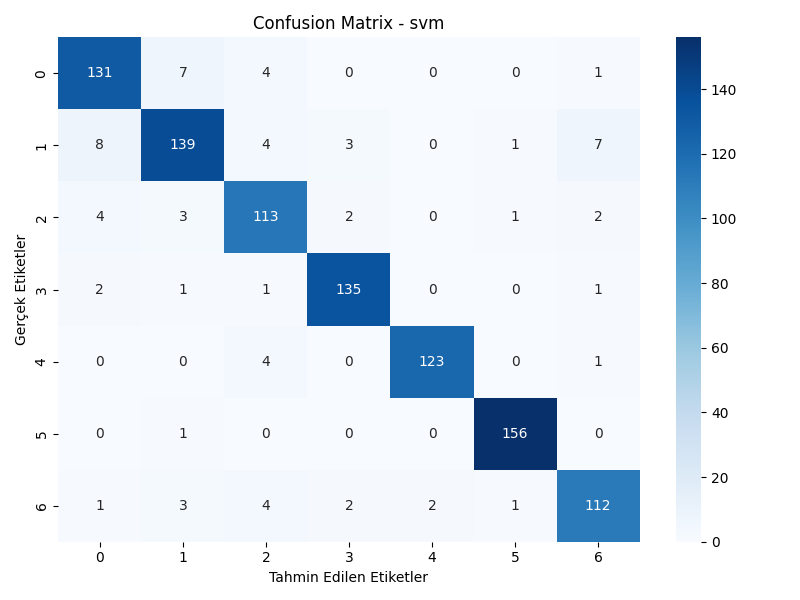 Confusion Matrix - svm
Gerçek Etiketler
0 131 7 4 0 0 0 1
1 8 139 4 3 0 1 7
2 4 3 113 2 0 1 2
3 2 1 1 135 0 0 1
4 0 0 4 0 123 0 1
5 0 1 0 0 0 156 0
6 1 3 4 2 2 1 112
0 1 2 3 4 5 6
Tahmin Edilen Etiketler
140
120
100
80
60
40
20
0